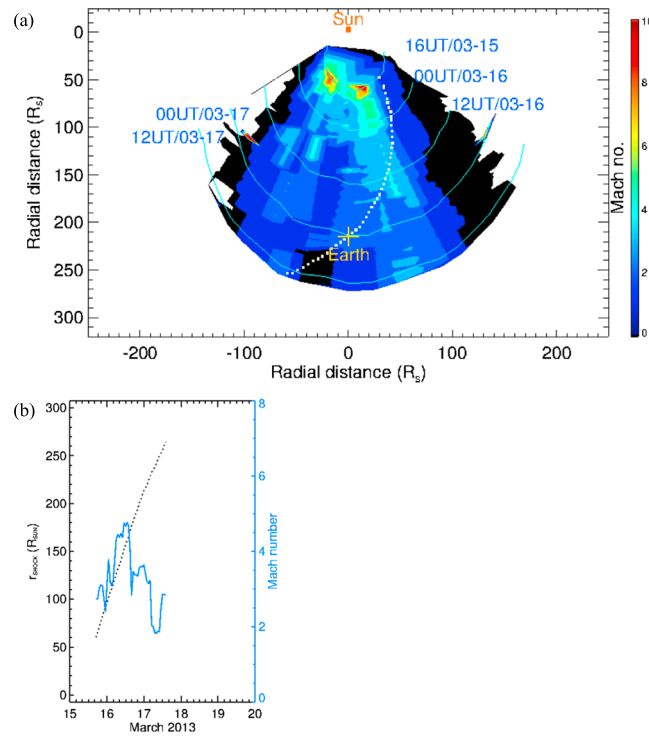 (a)
Sun
10
0
16UT/03-15
50
00UT/03-16
8
00UT/03-17
12UT/03-16
100
12UT/03-17
6
150
Radial distance (Rs)
Mach no.
4
200
Earth
250
2
300
0
-200 -100 0 100 200
Radial distance (Rs)
(b)
300 8
250
6
200
rSHOCK (RSUN)
Mach number
150
4
100
2
50
0 0
15 16 17 18 19 20
March 2013